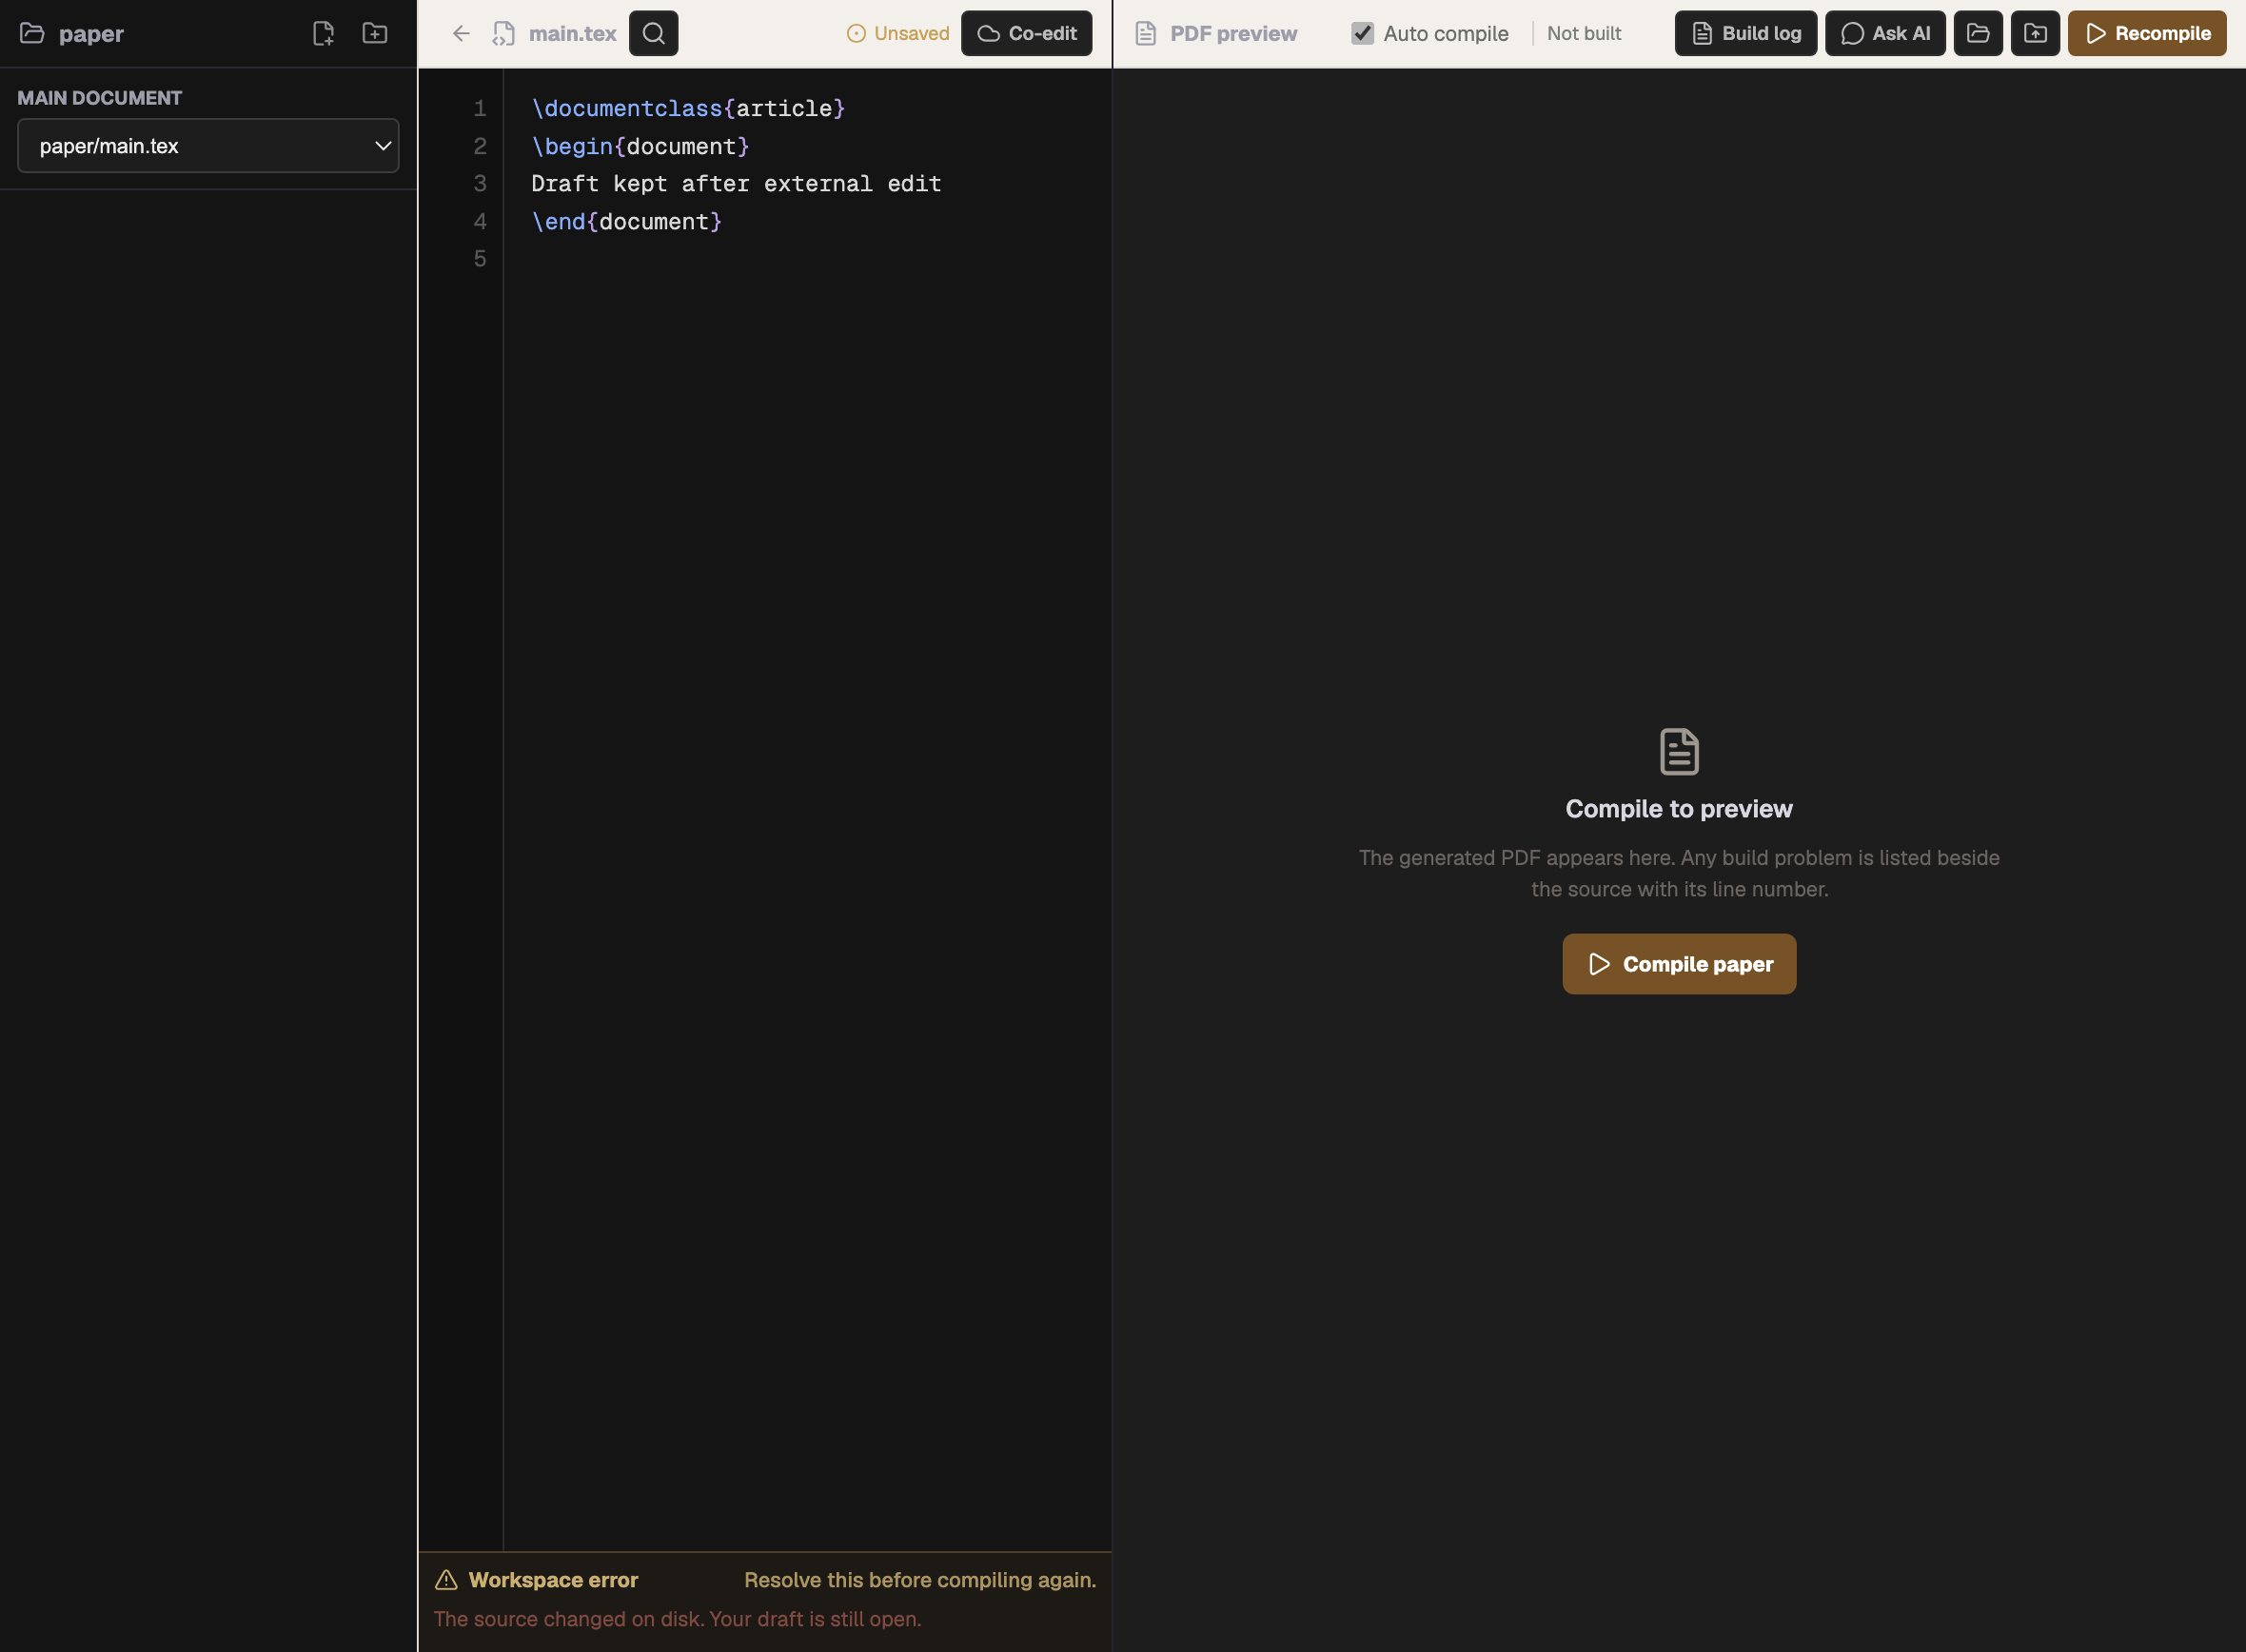 paper
MAIN DOCUMENT
paper/main.tex
main.tex
Unsaved
Co-edit
1 \documentclass{article}
2 \begin{document}
3 Draft kept after external edit
4 \end{document}
5
Workspace error
Resolve this before compiling again.
The source changed on disk. Your draft is still open.
PDF preview
Auto compile
Not built
Build log
Ask AI
Recompile
Compile to preview
The generated PDF appears here. Any build problem is listed beside
the source with its line number.
Compile paper